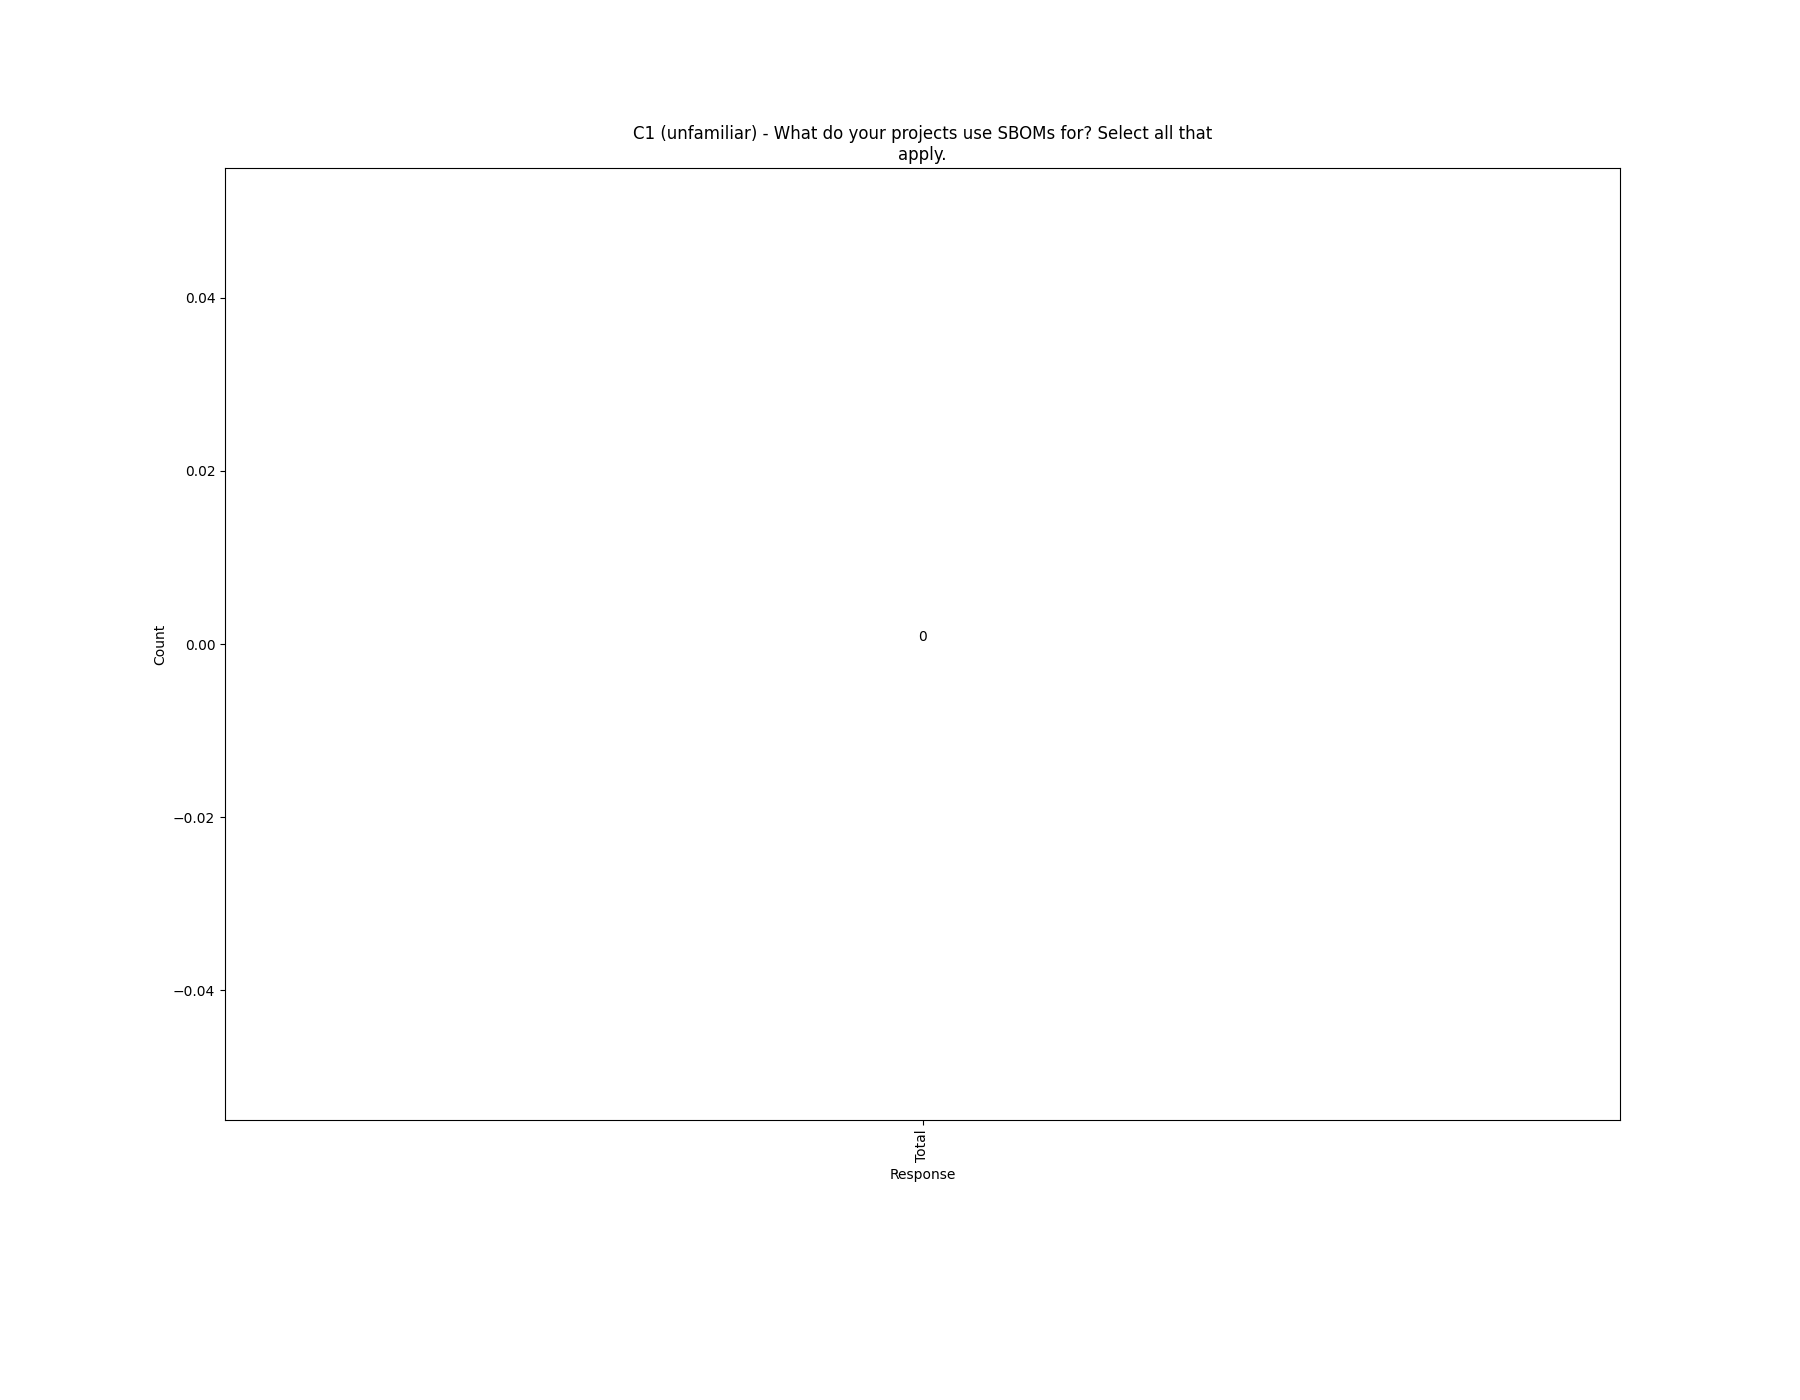 C1 (unfamiliar) - What do your projects use SBOMs for? Select all that
apply.
0.04
0.02
0.00
−0.02
−0.04
Count
0
Total
Response